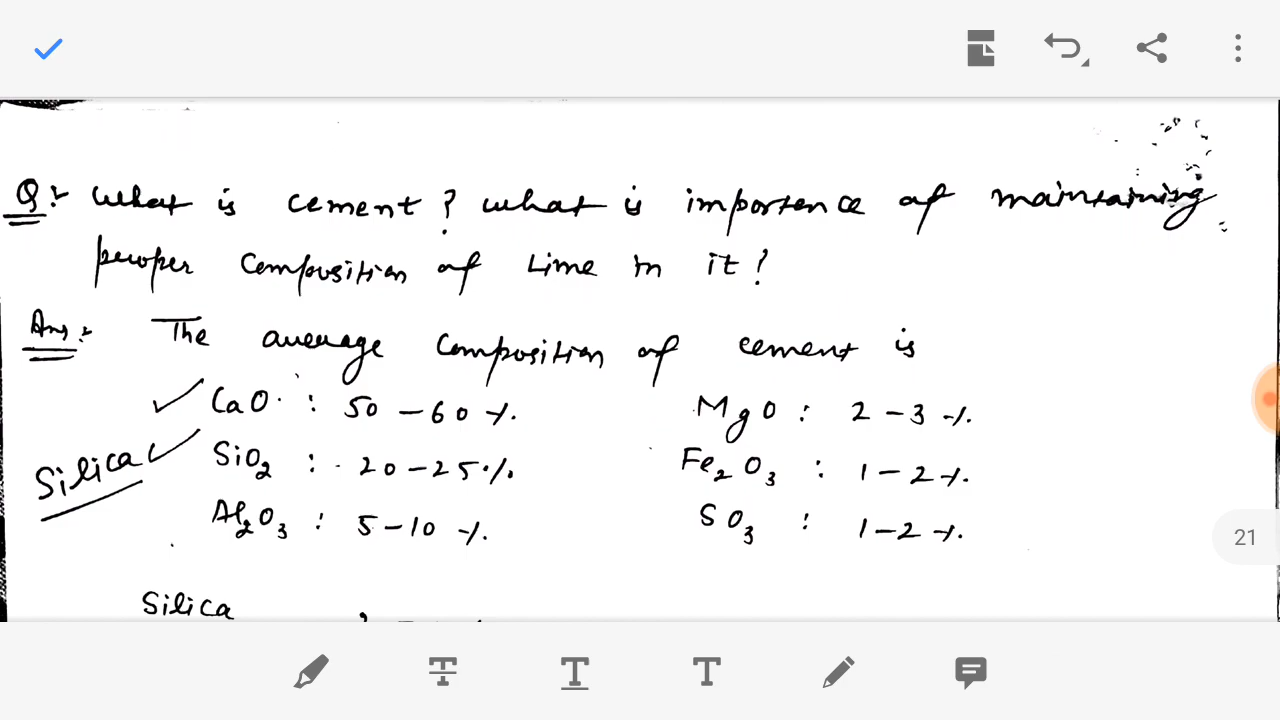 Q:- What is cement? what is importence of maintaining
proper composition of Lime in it?
Ans:- The average composition of cement is
CaO : 50 - 60 %. MgO : 2 - 3 %.
Silica SiO2 : 20 - 25 % Fe2O3 : 1 - 2 %.
Al2O3 : 5 - 10 %. SO3 : 1 - 2 %.
21
Silica
T T T